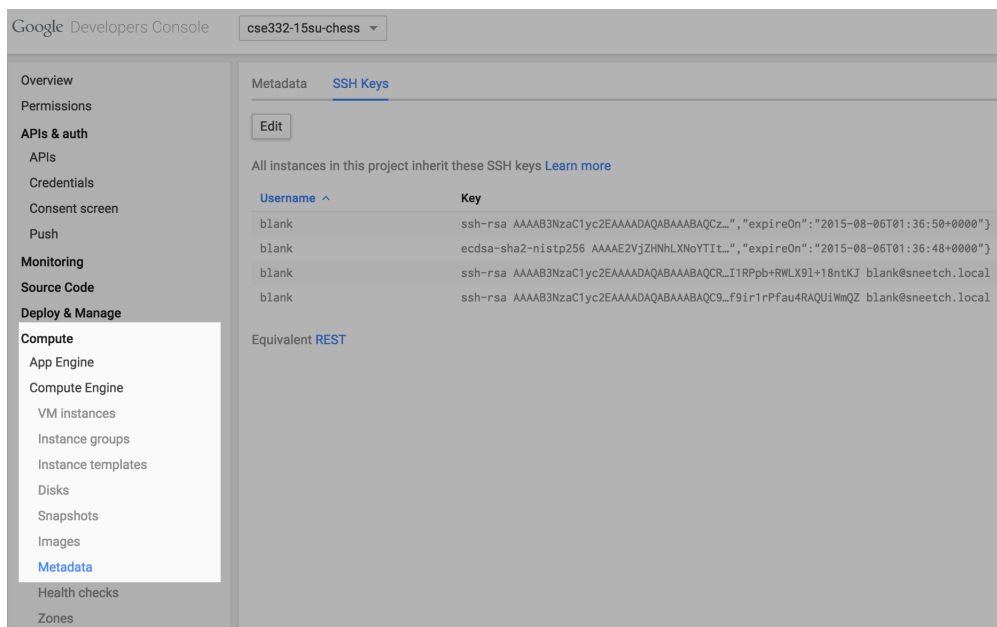 Google Developers Console
cse332-15su-chess
Overview
Permissions
APIs & auth
APIs
Credentials
Consent screen
Push
Monitoring
Source Code
Deploy & Manage
Compute
App Engine
Compute Engine
VM instances
Instance groups
Instance templates
Disks
Snapshots
Images
Metadata
Health checks
Zones
Metadata SSH Keys
Edit
All instances in this project inherit these SSH keys Learn more
Username Key
blank ssh-rsa AAAAB3NzaC1yc2EAAAADAQABAAABAQCz…","expireOn":"2015-08-06T01:36:50+0000"}
blank ecdsa-sha2-nistp256 AAAAE2VjZHNhLXNoYTIt…","expireOn":"2015-08-06T01:36:48+0000"}
blank ssh-rsa AAAAB3NzaC1yc2EAAAADAQABAAABAQCR…I1RPpb+RWLX9l+18ntKJ blank@sneetch.local
blank ssh-rsa AAAAB3NzaC1yc2EAAAADAQABAAABAQC9…f9ir1rPfau4RAQUiWmQZ blank@sneetch.local
Equivalent REST